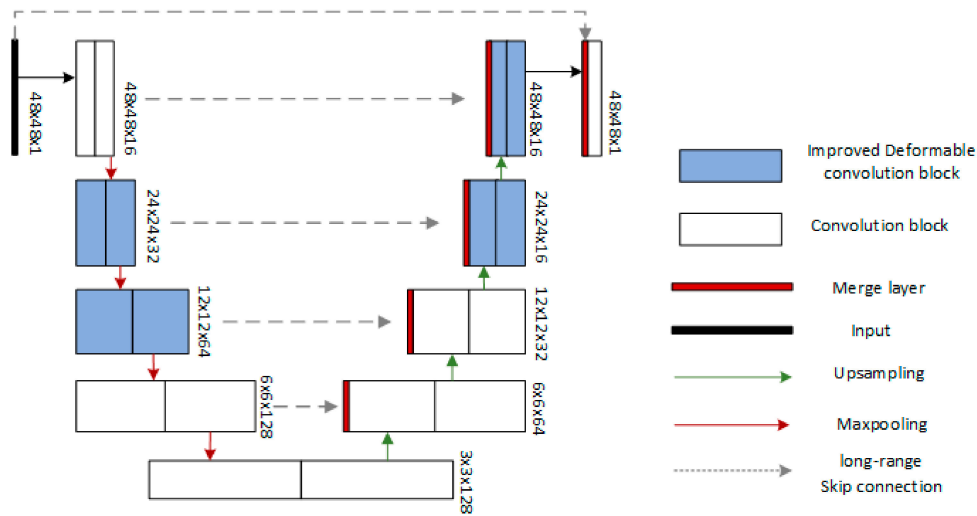 48x48x1
48x48x16
48x48x16
48x48x1
24x24x32
24x24x16
12x12x64
12x12x32
6x6x128
6x6x64
3x3x128
Improved Deformable
convolution block
Convolution block
Merge layer
Input
Upsampling
Maxpooling
long-range
Skip connection